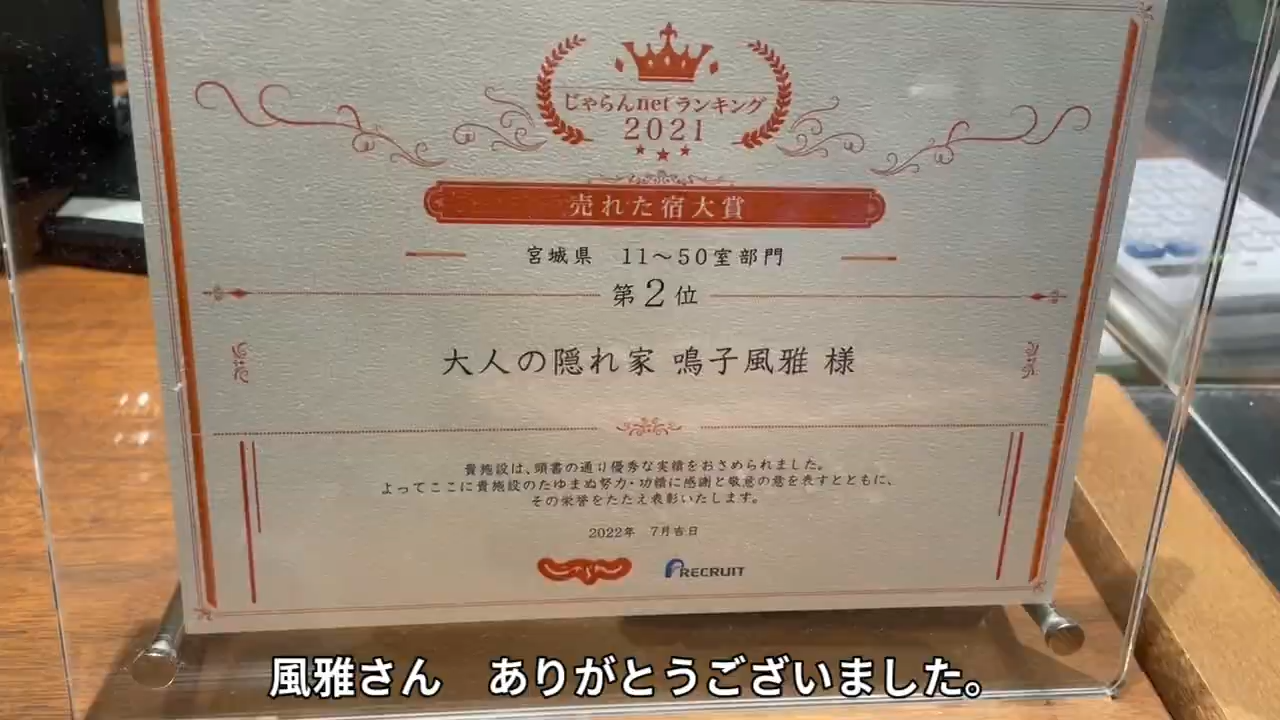 じゃらんnetランキング
2021
売れた宿大賞
宮城県 11～50室部門
第2位
大人の隠れ家 鳴子風雅 様
貴施設は、頭書の通り優秀な実績をおさめられました。
よってここに貴施設のたゆまぬ努力・功績に感謝と敬意の意を表すとともに、
その栄誉をたたえ表彰いたします。
2022年 7月吉日
じゃらん
RECRUIT
風雅さん ありがとうございました。